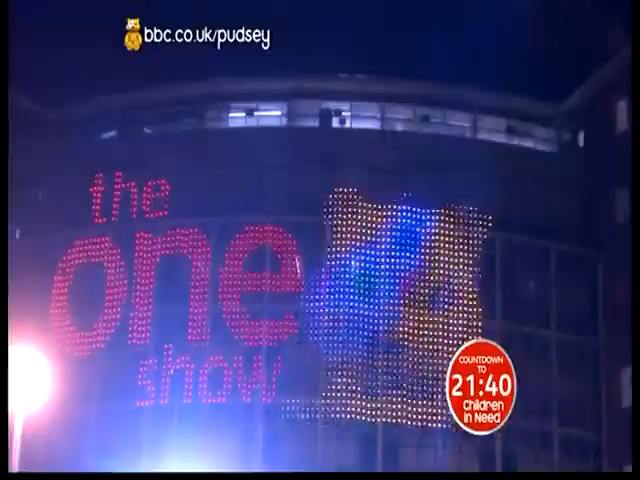 bbc.co.uk/pudsey
the
one
show
COUNTDOWN
TO
21:40
Children
in Need